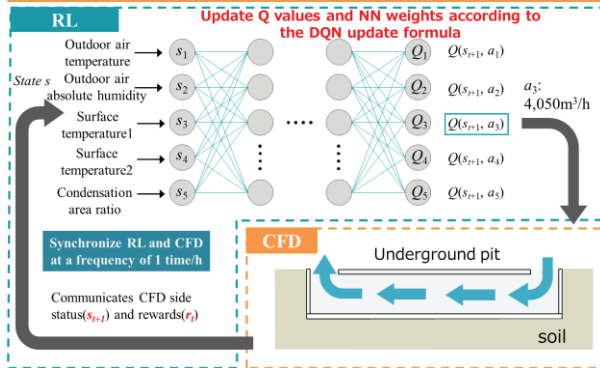 RL
Update Q values and NN weights according to
the DQN update formula
State s
Outdoor air
temperature
s1
Q1
Q(st+1, a1)
Outdoor air
absolute humidity
s2
Q2
Q(st+1, a2)
a3:
4,050m³/h
Surface
temperature1
s3
Q3
Q(st+1, a3)
Surface
temperature2
s4
Q4
Q(st+1, a4)
Condensation
area ratio
s5
Q5
Q(st+1, a5)
Synchronize RL and CFD
at a frequency of 1 time/h
Communicates CFD side
status(st+1) and rewards(rt)
CFD
Underground pit
soil